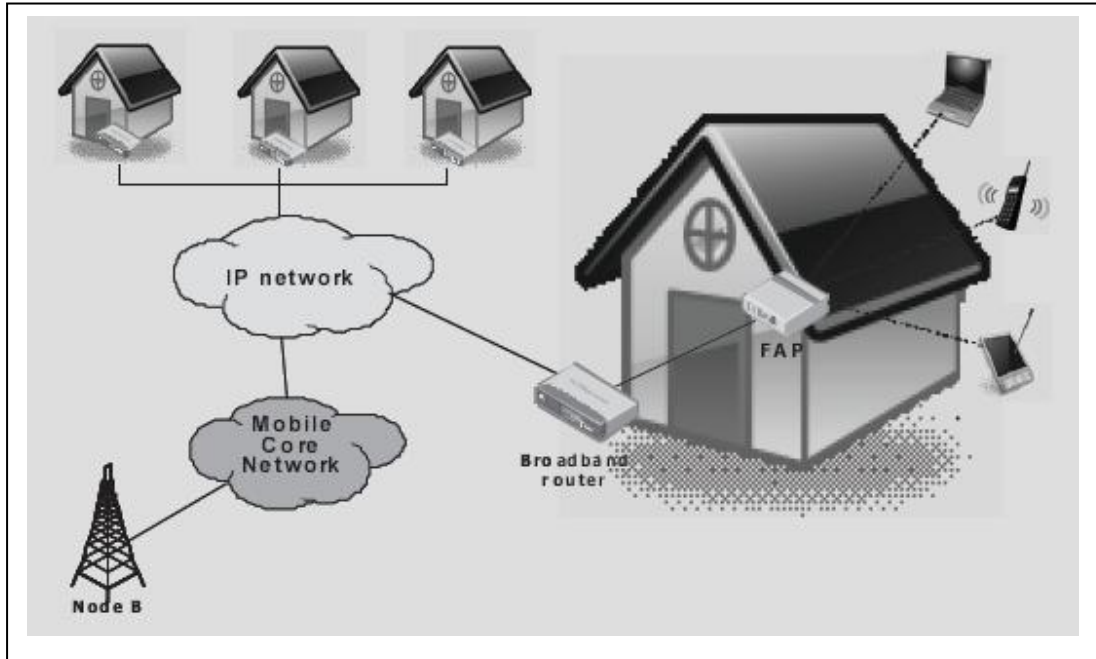 IP network
FAP
Mobile
Core
Network
Broadband
router
Node B